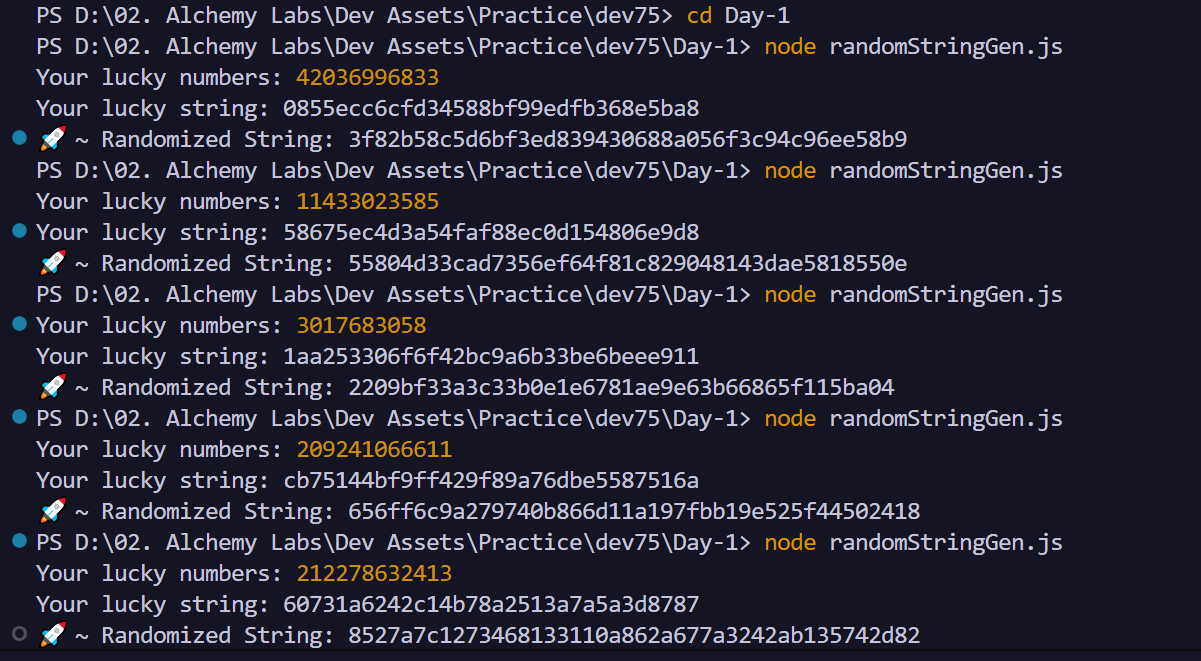 PS D:\02. Alchemy Labs\Dev Assets\Practice\dev75> cd Day-1
PS D:\02. Alchemy Labs\Dev Assets\Practice\dev75\Day-1> node randomStringGen.js
Your lucky numbers: 42036996833
Your lucky string: 0855ecc6cfd34588bf99edfb368e5ba8
🚀 ~ Randomized String: 3f82b58c5d6bf3ed839430688a056f3c94c96ee58b9
PS D:\02. Alchemy Labs\Dev Assets\Practice\dev75\Day-1> node randomStringGen.js
Your lucky numbers: 11433023585
Your lucky string: 58675ec4d3a54faf88ec0d154806e9d8
🚀 ~ Randomized String: 55804d33cad7356ef64f81c829048143dae5818550e
PS D:\02. Alchemy Labs\Dev Assets\Practice\dev75\Day-1> node randomStringGen.js
Your lucky numbers: 3017683058
Your lucky string: 1aa253306f6f42bc9a6b33be6beee911
🚀 ~ Randomized String: 2209bf33a3c33b0e1e6781ae9e63b66865f115ba04
PS D:\02. Alchemy Labs\Dev Assets\Practice\dev75\Day-1> node randomStringGen.js
Your lucky numbers: 209241066611
Your lucky string: cb75144bf9ff429f89a76dbe5587516a
🚀 ~ Randomized String: 656ff6c9a279740b866d11a197fbb19e525f44502418
PS D:\02. Alchemy Labs\Dev Assets\Practice\dev75\Day-1> node randomStringGen.js
Your lucky numbers: 212278632413
Your lucky string: 60731a6242c14b78a2513a7a5a3d8787
🚀 ~ Randomized String: 8527a7c1273468133110a862a677a3242ab135742d82